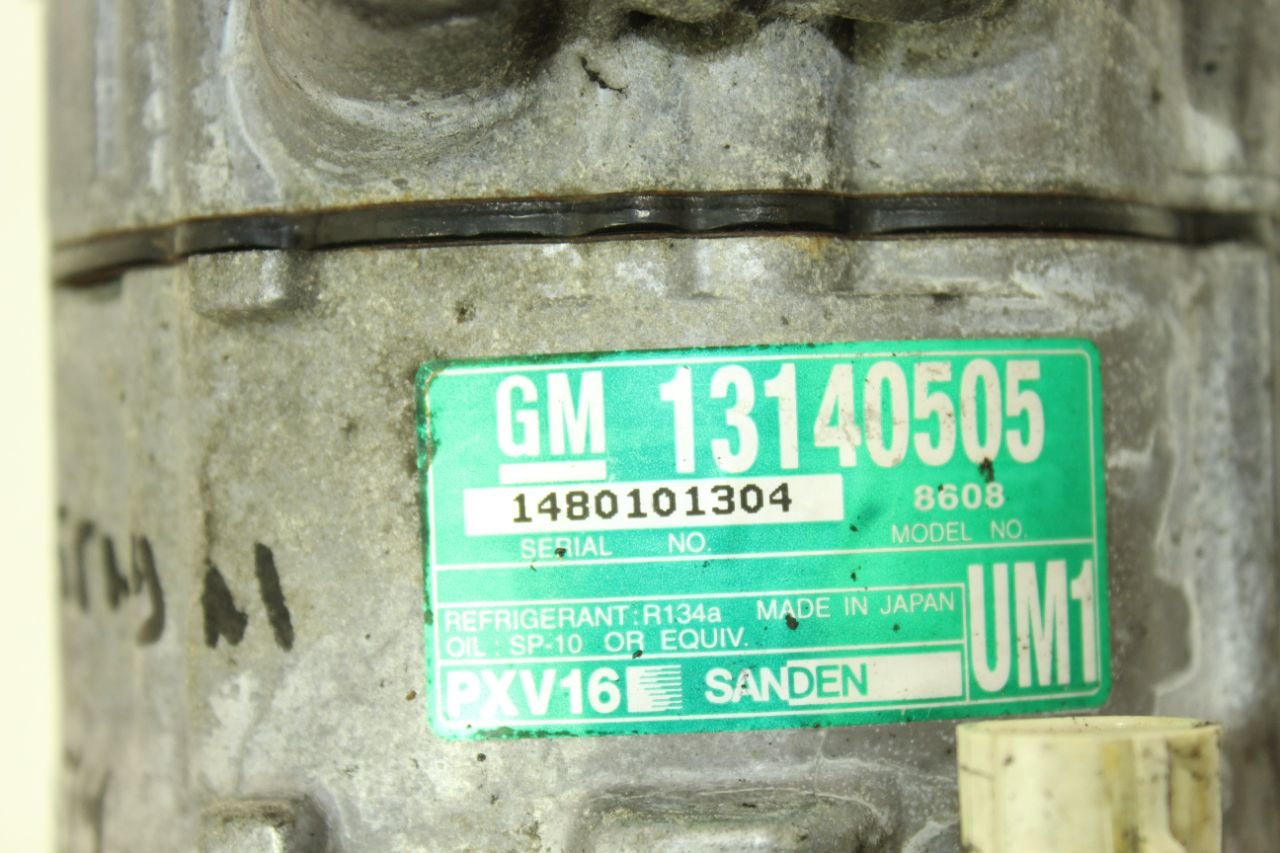 GM 13140505
1480101304 8608
SERIAL NO. MODEL NO.
REFRIGERANT:R134a MADE IN JAPAN
OIL : SP-10 OR EQUIV.
UM1
PXV16 SANDEN